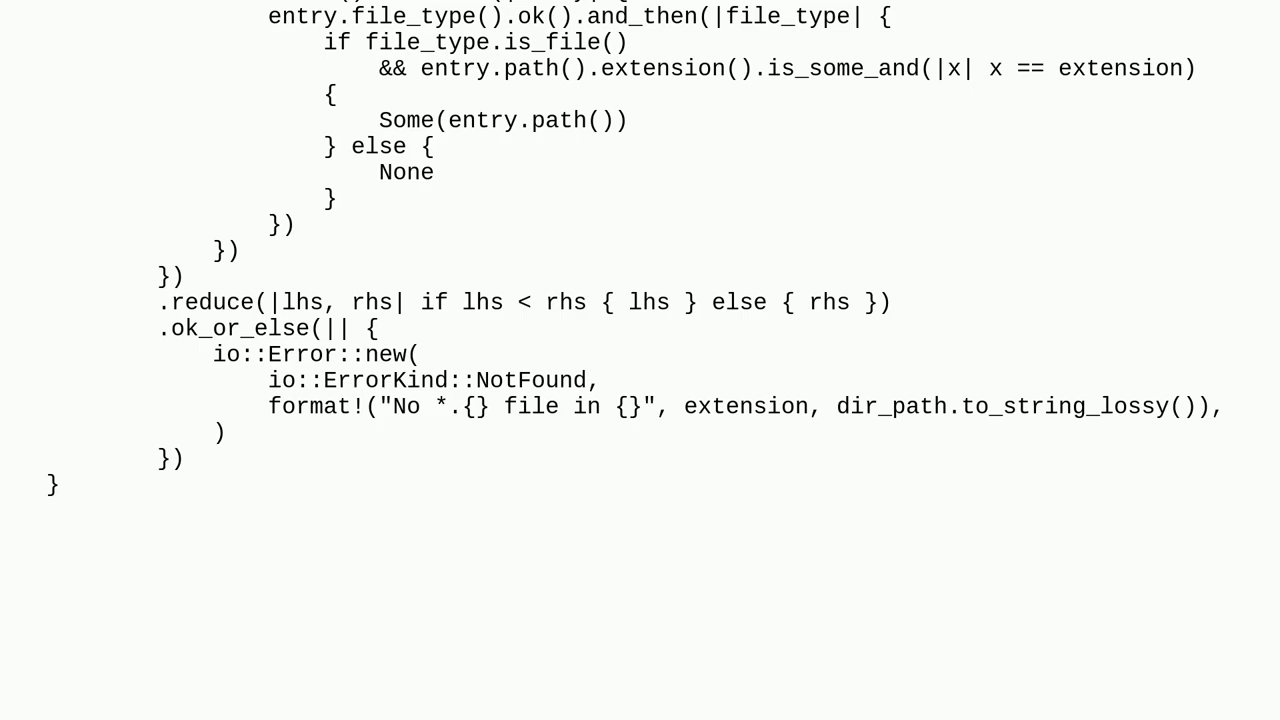 entry.file_type().ok().and_then(|file_type| {
if file_type.is_file()
&& entry.path().extension().is_some_and(|x| x == extension)
{
Some(entry.path())
} else {
None
}
})
})
})
.reduce(|lhs, rhs| if lhs < rhs { lhs } else { rhs })
.ok_or_else(|| {
io::Error::new(
io::ErrorKind::NotFound,
format!("No *.{} file in {}", extension, dir_path.to_string_lossy()),
)
})
}